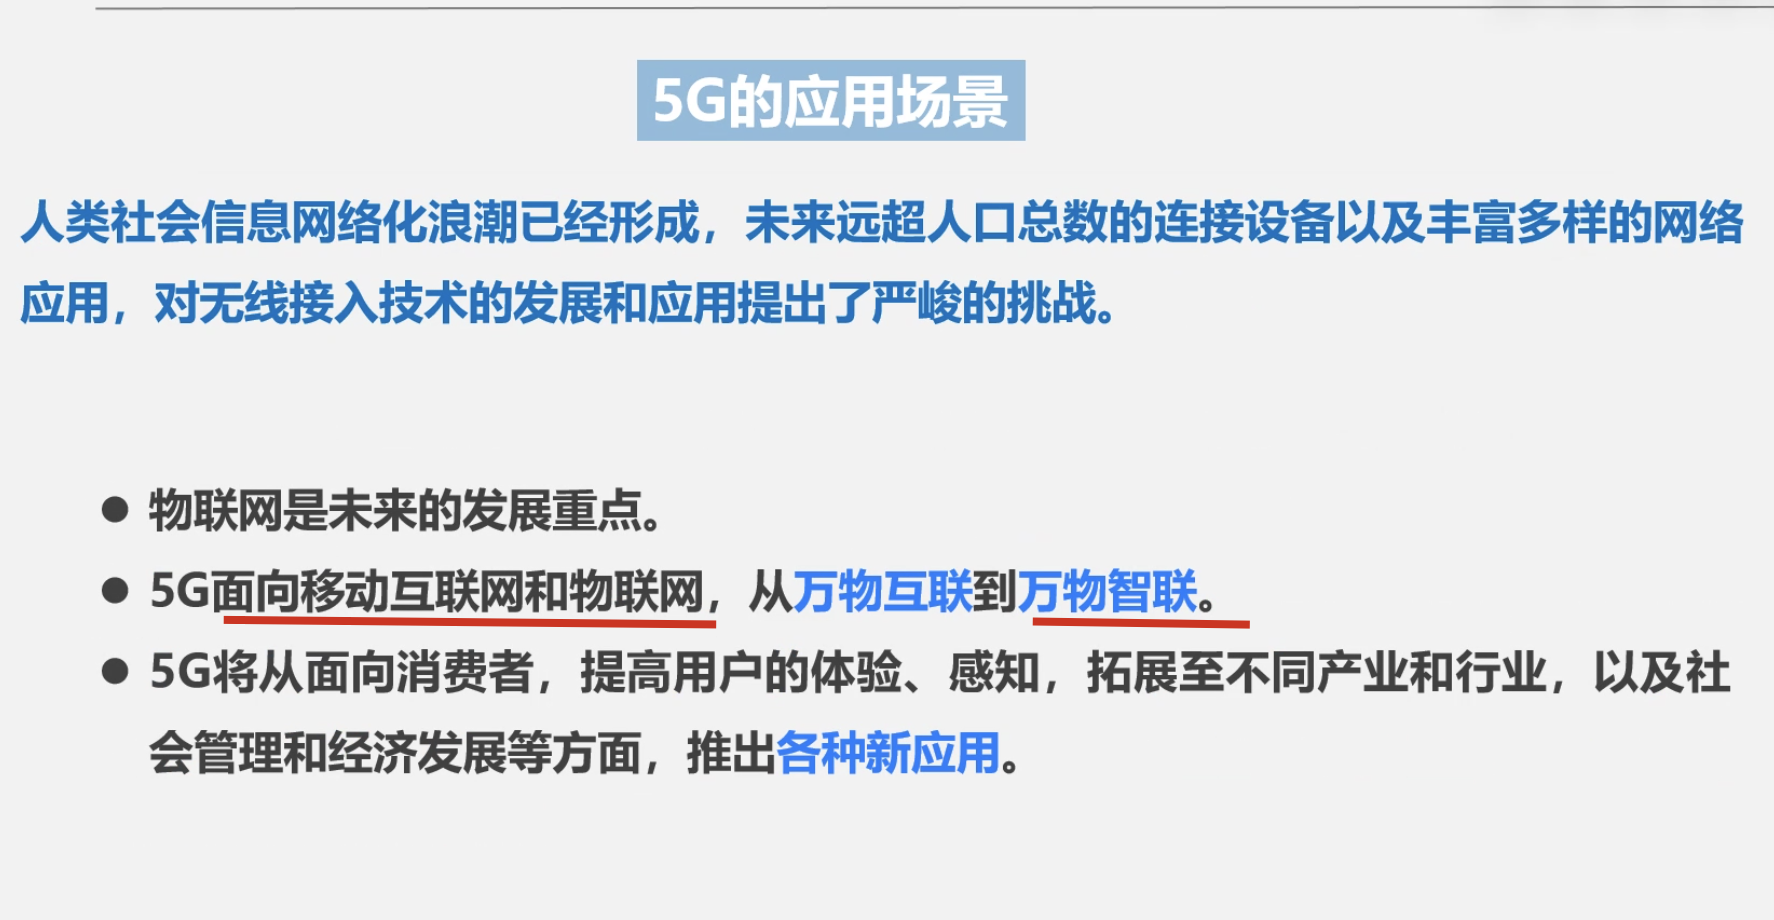 5G的应用场景
人类社会信息网络化浪潮已经形成，未来远超人口总数的连接设备以及丰富多样的网络
应用，对无线接入技术的发展和应用提出了严峻的挑战。
● 物联网是未来的发展重点。
● 5G面向移动互联网和物联网，从万物互联到万物智联。
● 5G将从面向消费者，提高用户的体验、感知，拓展至不同产业和行业，以及社
会管理和经济发展等方面，推出各种新应用。